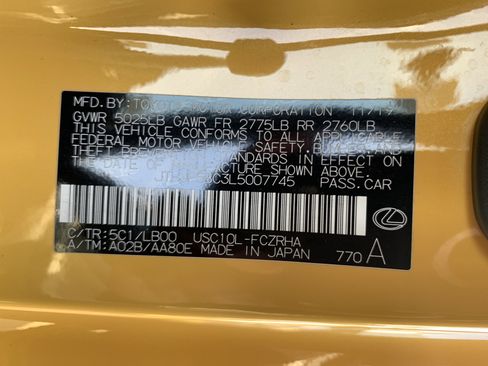 MFD.BY: TOYOTA MOTOR CORPORATION 11/19
GVWR 5025LB GAWR FR 2775LB RR 2760LB
THIS VEHICLE CONFORMS TO ALL APPLICABLE
FEDERAL MOTOR VEHICLE SAFETY, BUMPER, AND
THEFT PREVENTION STANDARDS IN EFFECT ON
THE DATE OF MANUFACTURE SHOWN ABOVE.
C3L5007745 PASS.CAR
C/TR:5C1/LB00 USC10L-FCZRHA
A/TM:A02B/AA80E MADE IN JAPAN 770 A